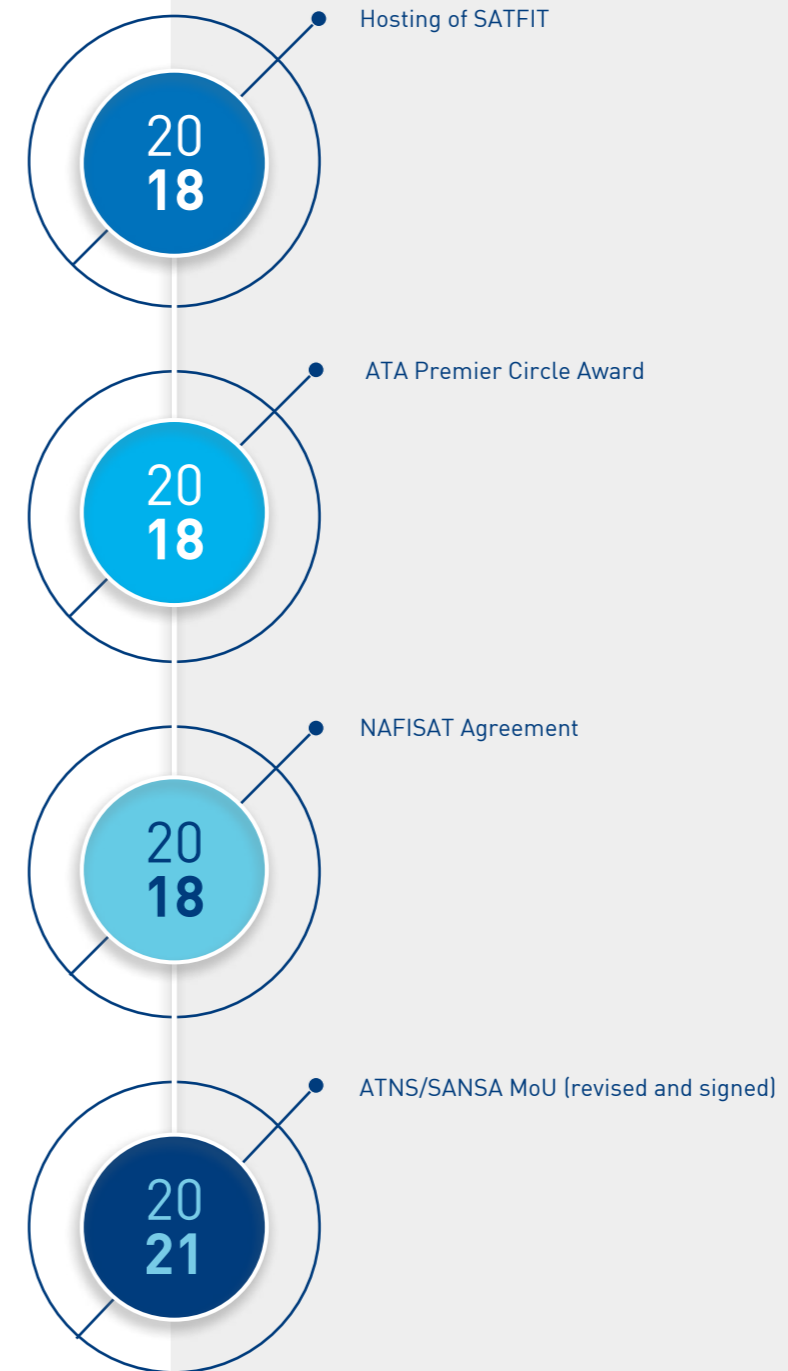 Hosting of SATFIT
20
18
ATA Premier Circle Award
20
18
NAFISAT Agreement
20
18
ATNS/SANSA MoU (revised and signed)
20
21